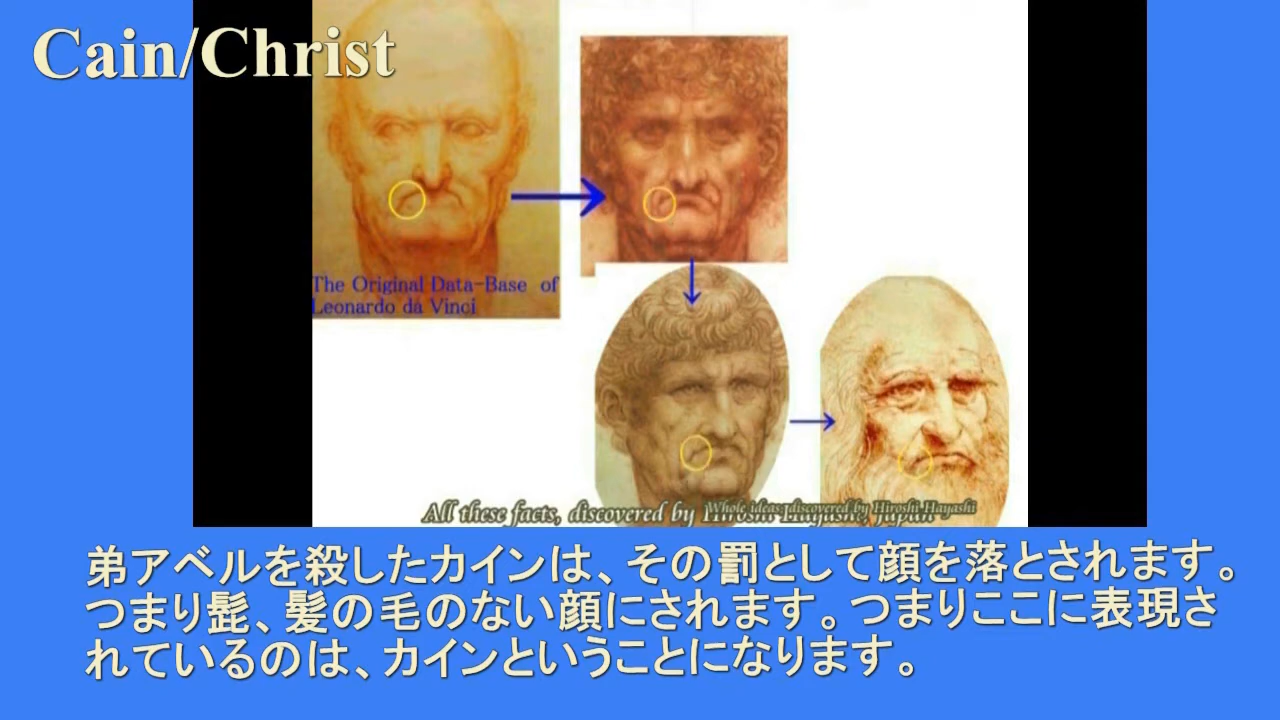 Cain/Christ
The Original Data-Base of
Leonardo da Vinci
All these facts, discovered by Hiroshi Hayashi, Japan
Whole ideas discovered by Hiroshi Hayashi
弟アベルを殺したカインは、その罰として顔を落とされます。
つまり髭、髪の毛のない顔にされます。つまりここに表現さ
れているのは、カインということになります。